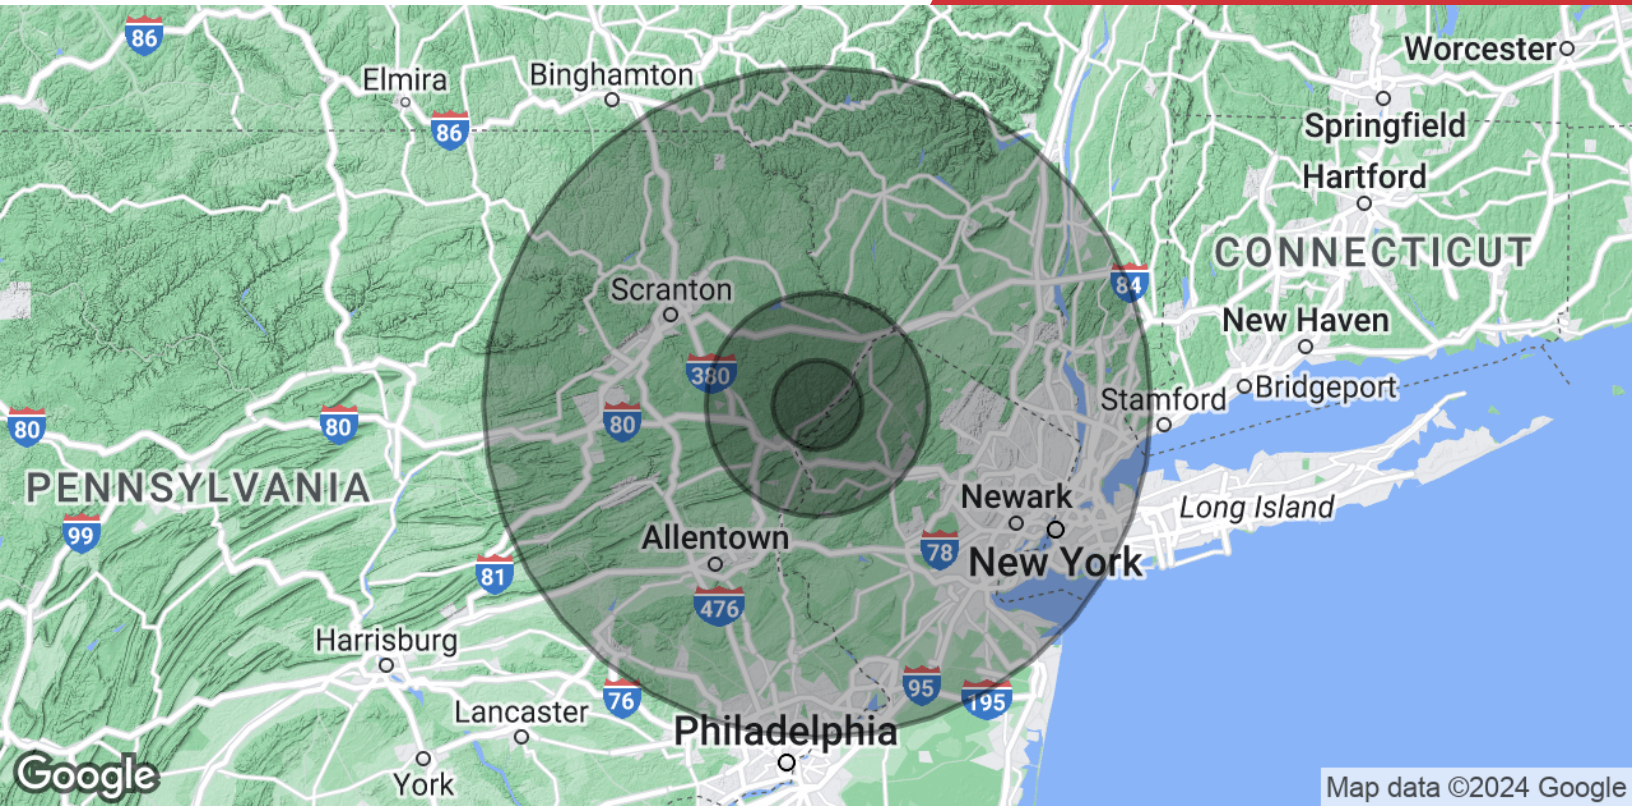 86
Worcester
Elmira
Binghamton
86
Springfield
Hartford
CONNECTICUT
Scranton
84
New Haven
380
Bridgeport
Stamford
80
80
80
PENNSYLVANIA
Newark
Long Island
99
Allentown
78
New York
81
476
Harrisburg
76
95
195
Lancaster
Philadelphia
Google
York
Map data ©2024 Google